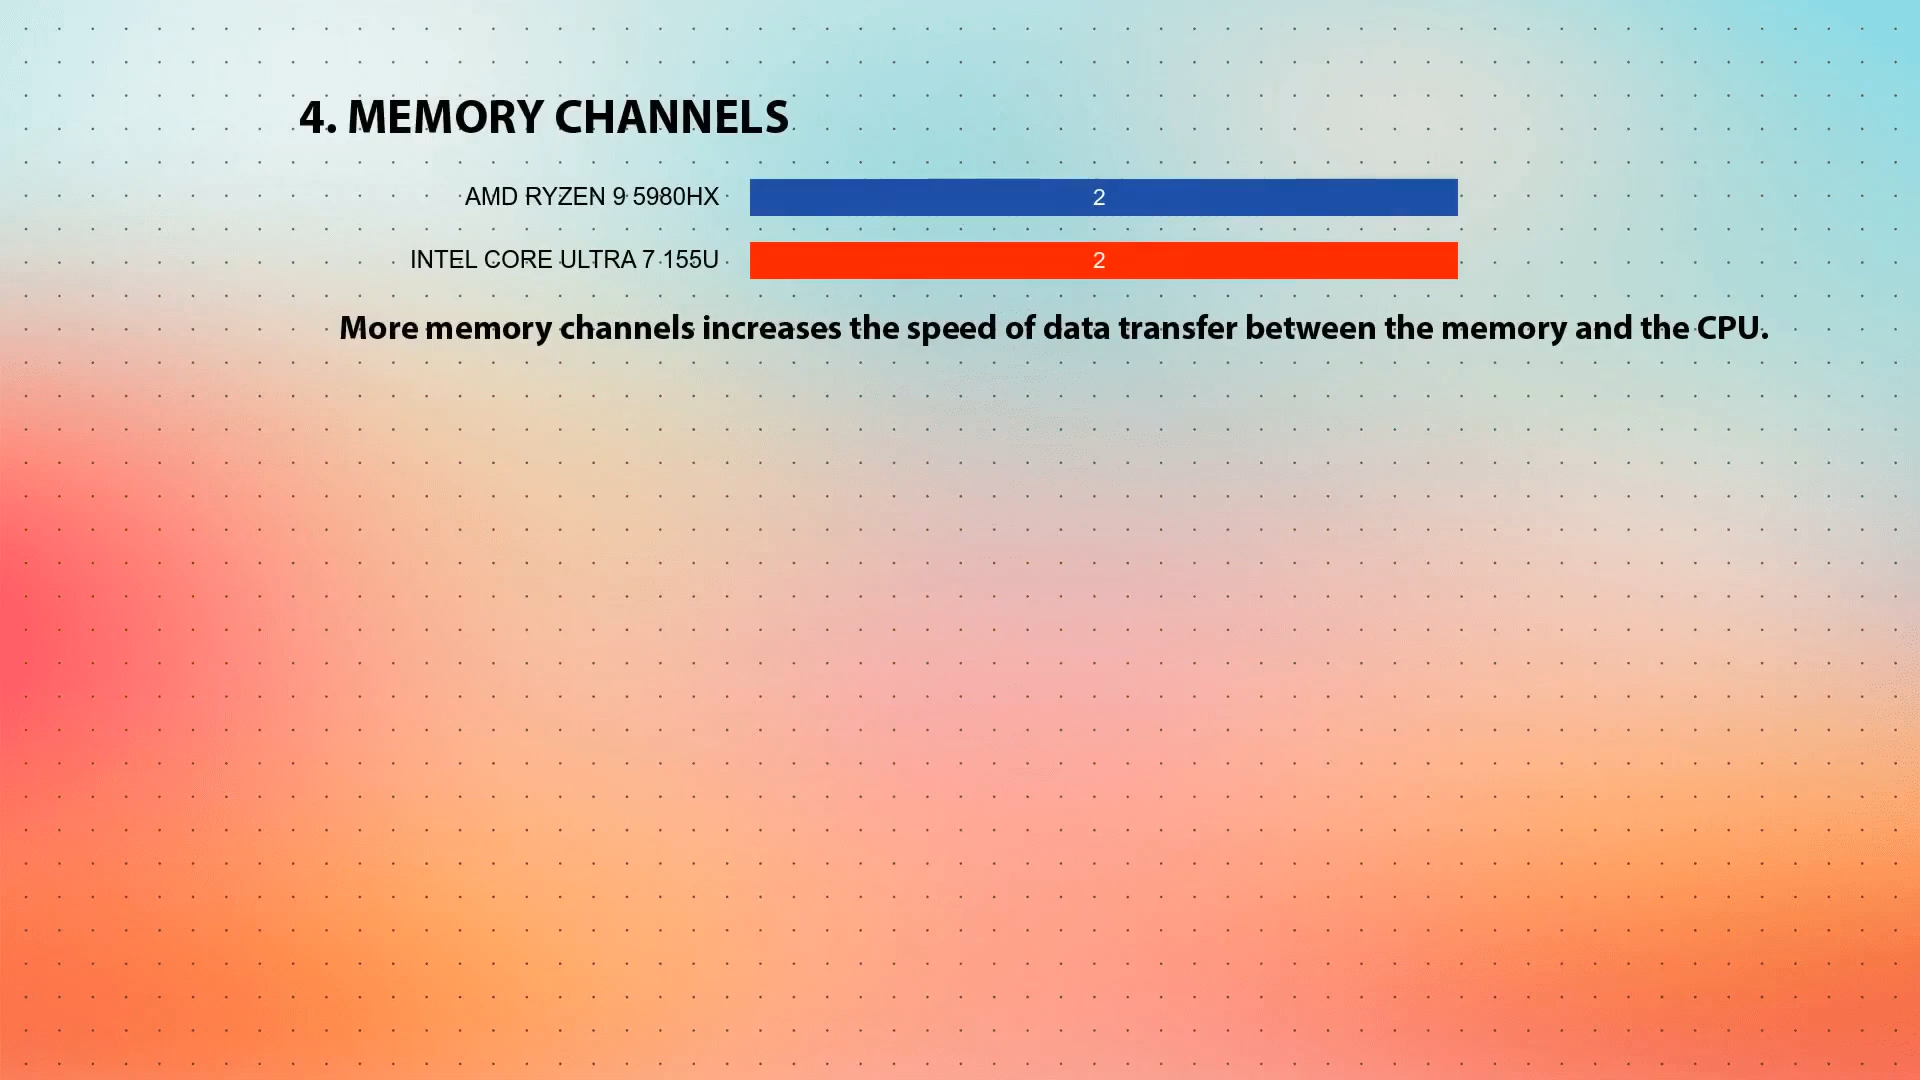 4. MEMORY CHANNELS
AMD RYZEN 9 5980HX 2
INTEL CORE ULTRA 7 155U 2
More memory channels increases the speed of data transfer between the memory and the CPU.